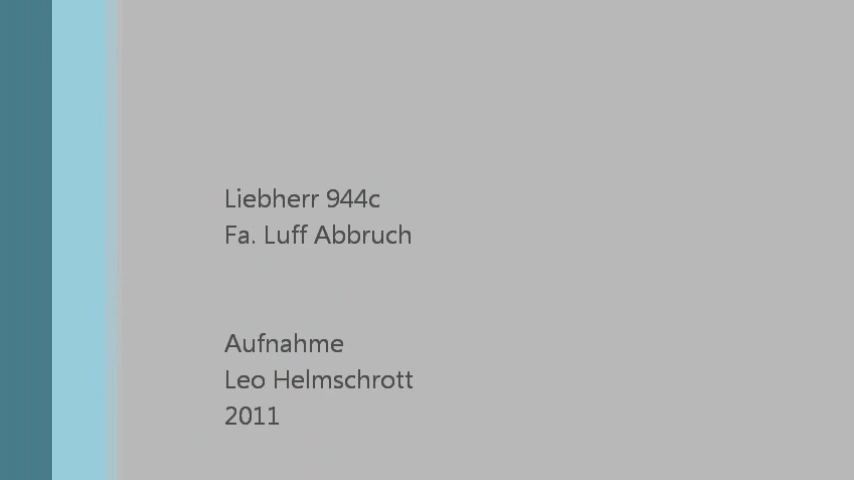 Liebherr 944c
Fa. Luff Abbruch
Aufnahme
Leo Helmschrott
2011